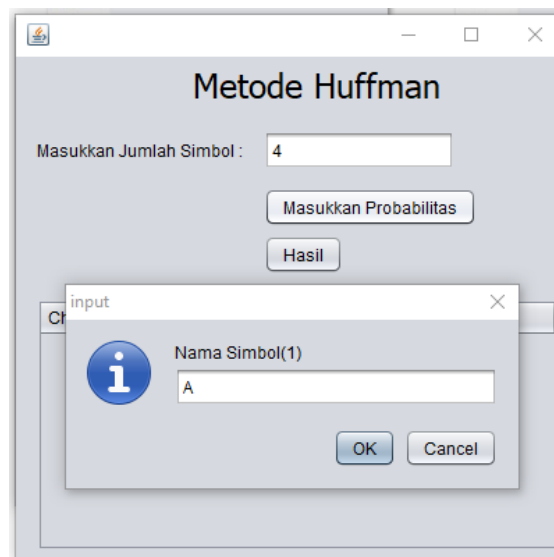 Metode Huffman
Masukkan Jumlah Simbol : 4
Masukkan Probabilitas
Hasil
input
Nama Simbol(1)
A
OK Cancel